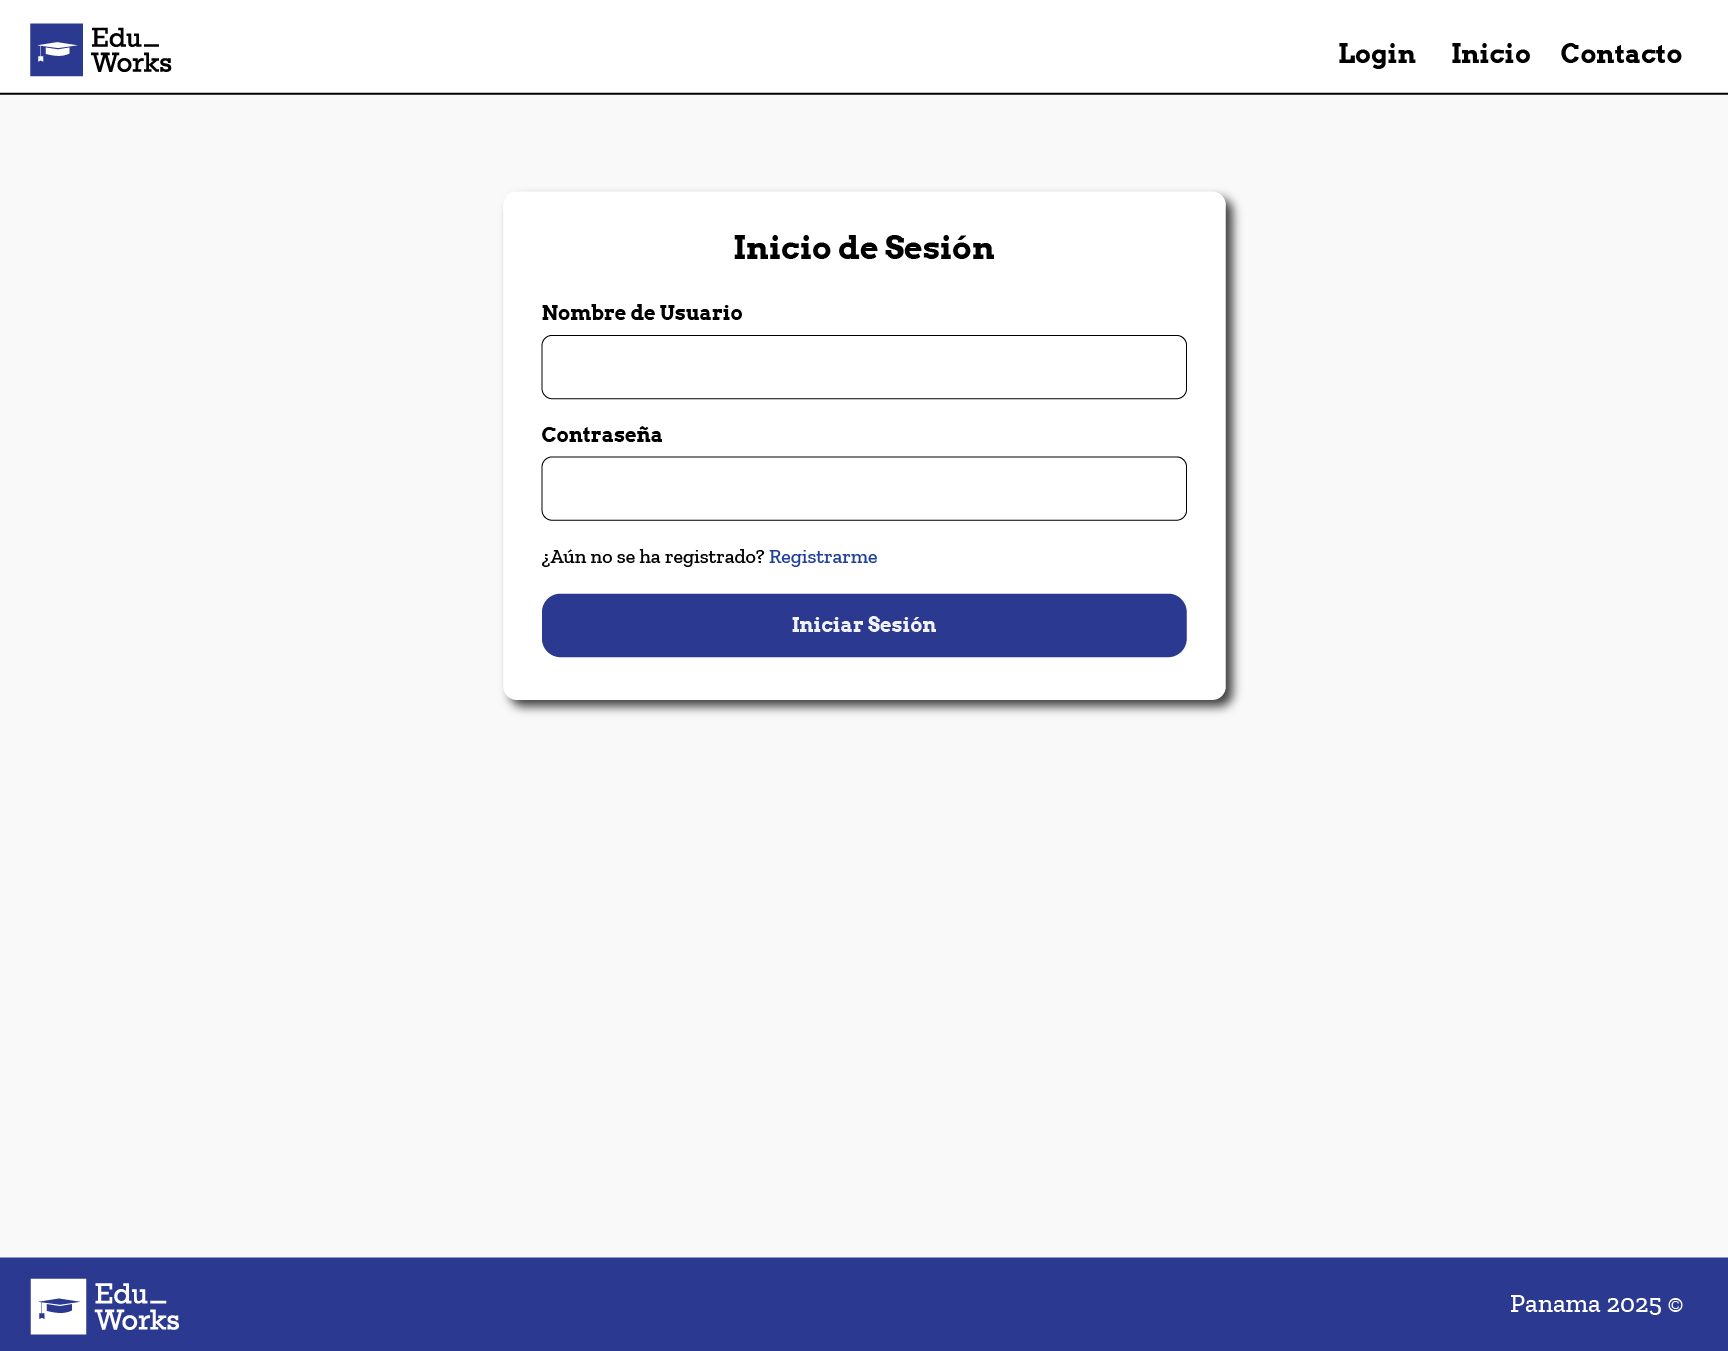 Edu_
Works
Login Inicio Contacto
Inicio de Sesión
Nombre de Usuario
Contraseña
¿Aún no se ha registrado? Registrarme
Iniciar Sesión
Edu_
Works
Panama 2025 ©